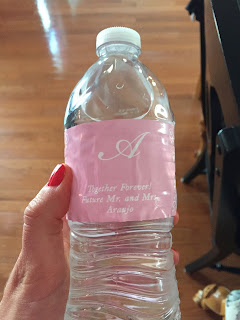 A
Together Forever!
Future Mr. and Mrs.
Araujo